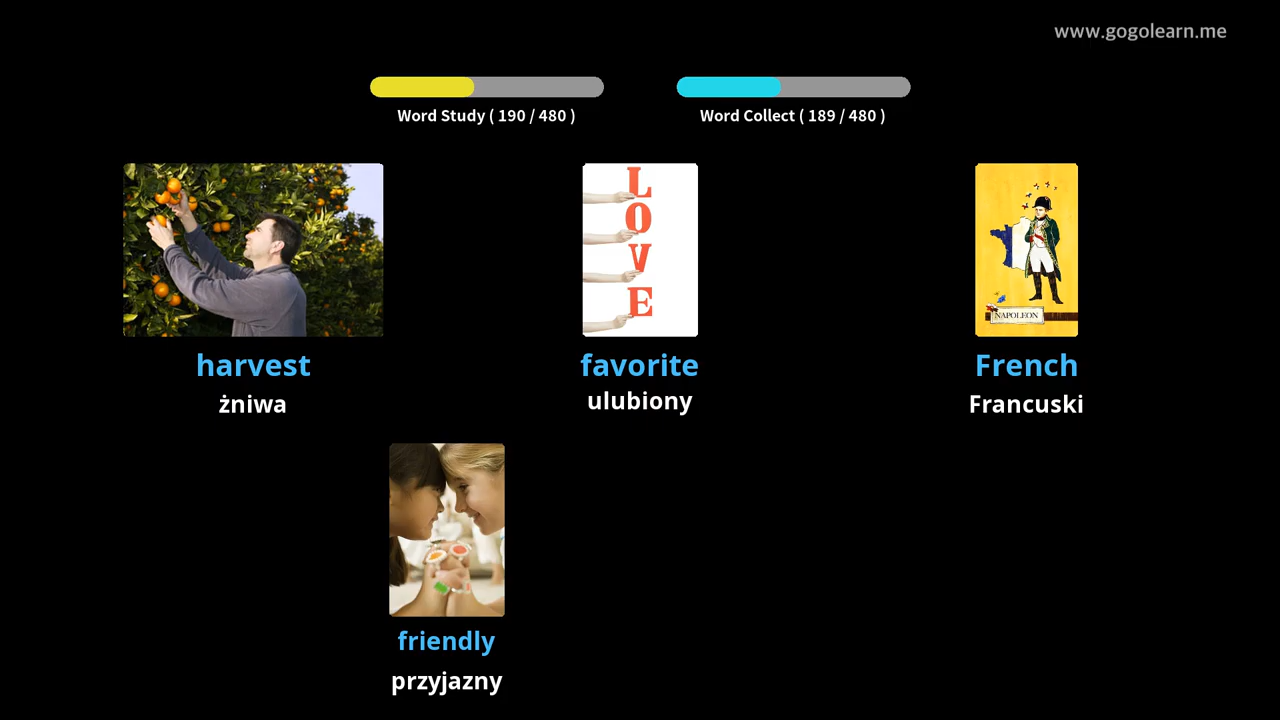 www.gogolearn.me
Word Study ( 190 / 480 )
Word Collect ( 189 / 480 )
L
O
V
E
NAPOLEON
harvest
favorite
French
żniwa
ulubiony
Francuski
friendly
przyjazny